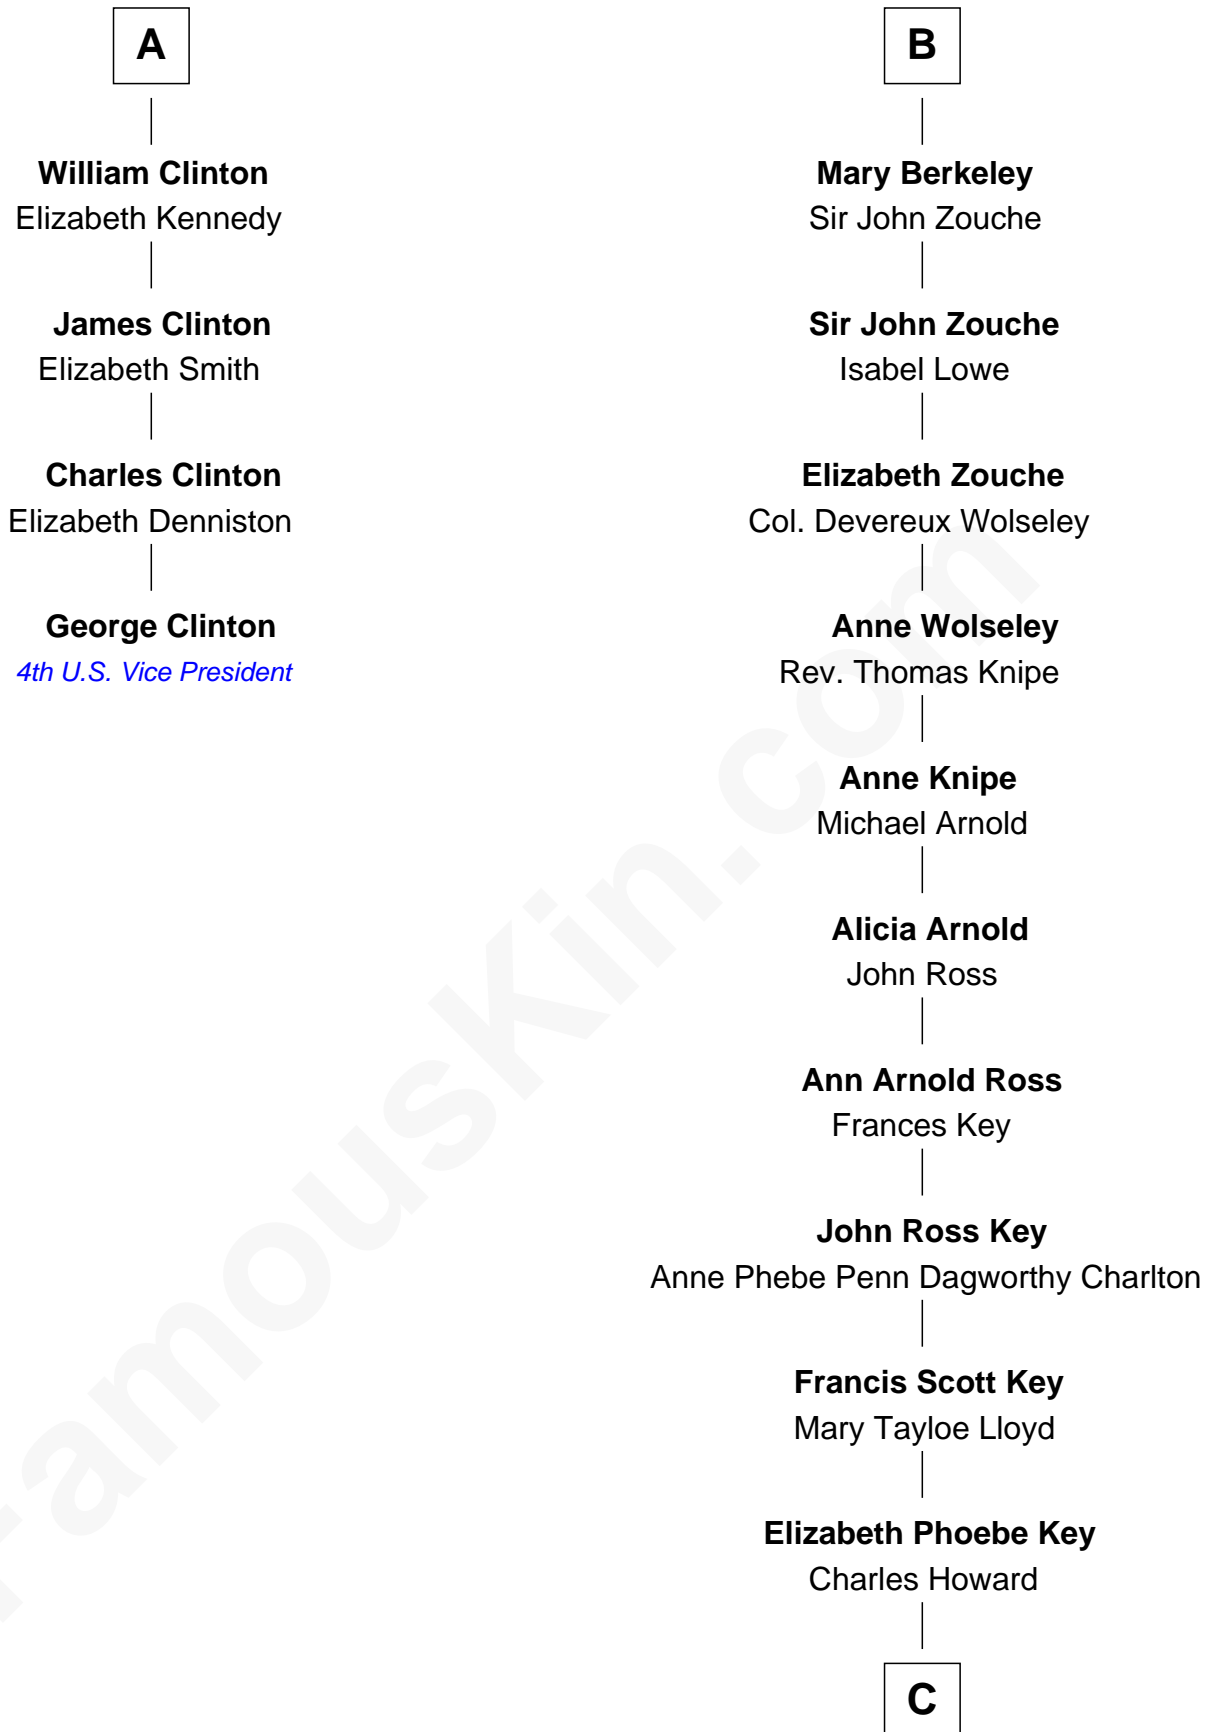 A
William Clinton
Elizabeth Kennedy
James Clinton
Elizabeth Smith
Charles Clinton
Elizabeth Denniston
George Clinton
4th U.S. Vice President
B
Mary Berkeley
Sir John Zouche
Sir John Zouche
Isabel Lowe
Elizabeth Zouche
Col. Devereux Wolseley
Anne Wolseley
Rev. Thomas Knipe
Anne Knipe
Michael Arnold
Alicia Arnold
John Ross
Ann Arnold Ross
Frances Key
John Ross Key
Anne Phebe Penn Dagworthy Charlton
Francis Scott Key
Mary Tayloe Lloyd
Elizabeth Phoebe Key
Charles Howard
C
FamousKin.com